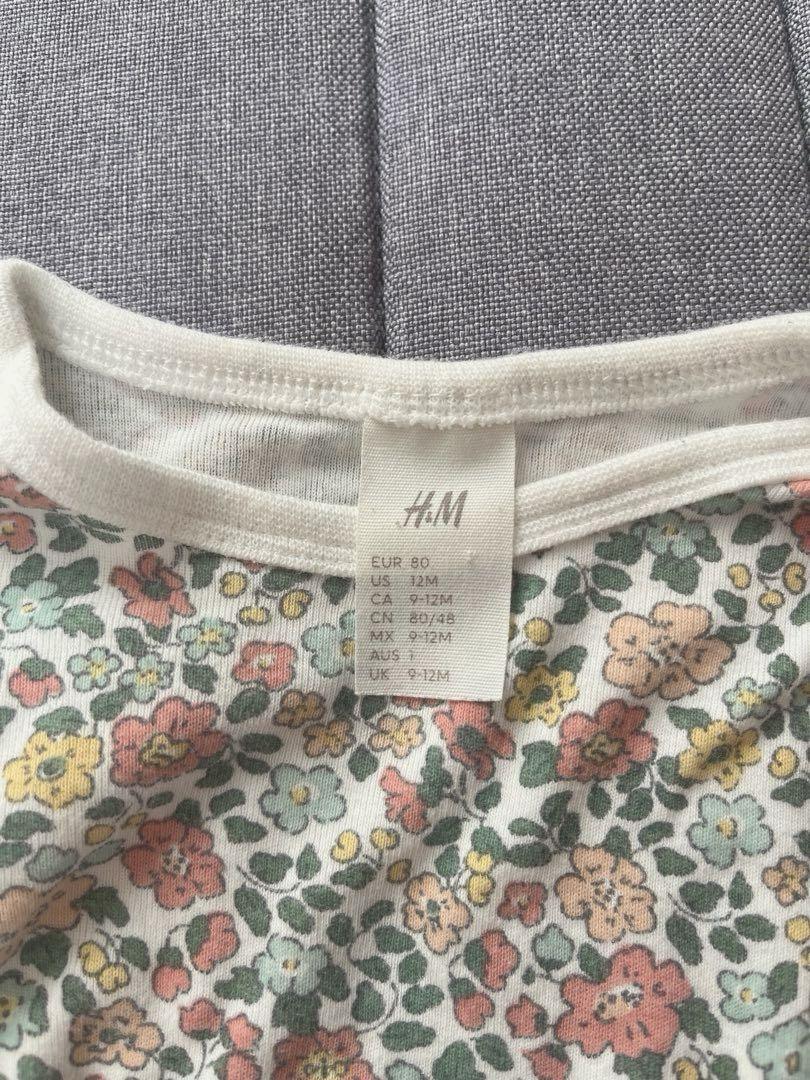 H&M
EUR 80
US 12M
CA 9-12M
CN 80/48
MX 9-12M
AUS 1
UK 9-12M